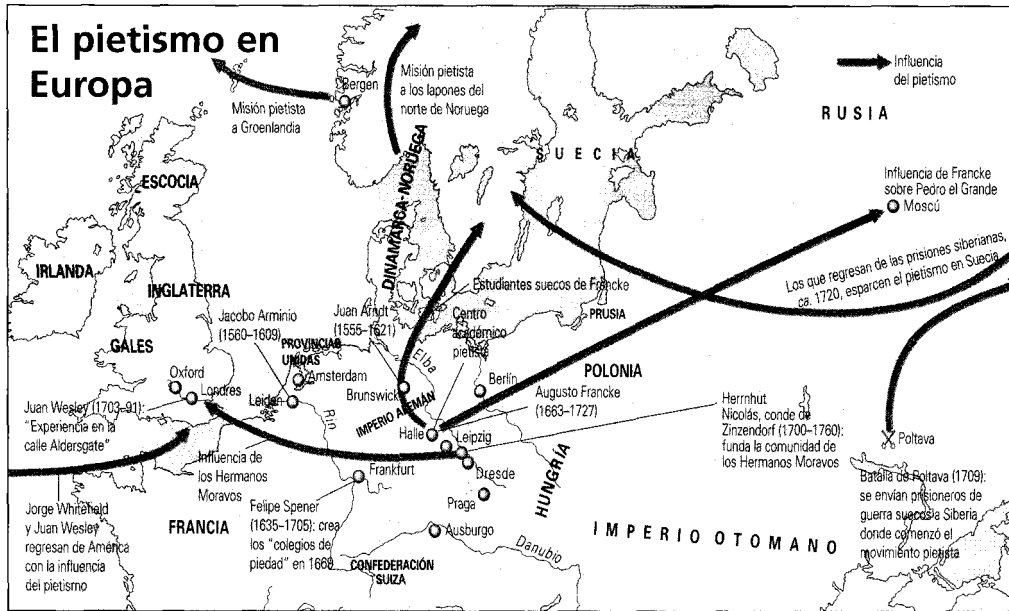 El pietismo en
Europa
Misión pietista
a Groenlandia
Bergen
Misión pietista
a los lapones del
norte de Noruega
Influencia
del pietismo
RUSIA
SUECIA
DINAMARCA-NORUEGA
ESCOCIA
Influencia de Francke
sobre Pedro el Grande
Moscú
IRLANDA
INGLATERRA
Los que regresan de las prisiones siberianas,
ca. 1720, esparcen el pietismo en Suecia
Estudiantes suecos de Francke
Juan Arndt
(1555–1621)
Centro
académico
pietista
PRUSIA
Jacobo Arminio
(1560–1609)
GALES
PROVINCIAS
UNIDAS
Elba
POLONIA
Oxford
Londres
Amsterdam
Leiden
Brunswick
Berlín
Rin
IMPERIO ALEMÁN
Augusto Francke
(1663–1727)
Juan Wesley (1703–91):
"Experiencia en la
calle Aldersgate"
Halle
Leipzig
Herrnhut
Nicolás, conde de
Zinzendorf (1700–1760):
funda la comunidad de
los Hermanos Moravos
Poltava
Influencia de
los Hermanos
Moravos
Frankfurt
Dresde
Praga
HUNGRÍA
Batalla de Poltava (1709):
se envían prisioneros de
guerra suecos a Siberia
donde comenzó el
movimiento pietista
Jorge Whitefield
y Juan Wesley
regresan de América
con la influencia
del pietismo
FRANCIA
Felipe Spener
(1635–1705): crea
los "colegios de
piedad" en 1669
Ausburgo
CONFEDERACIÓN
SUIZA
Danubio
IMPERIO OTOMANO